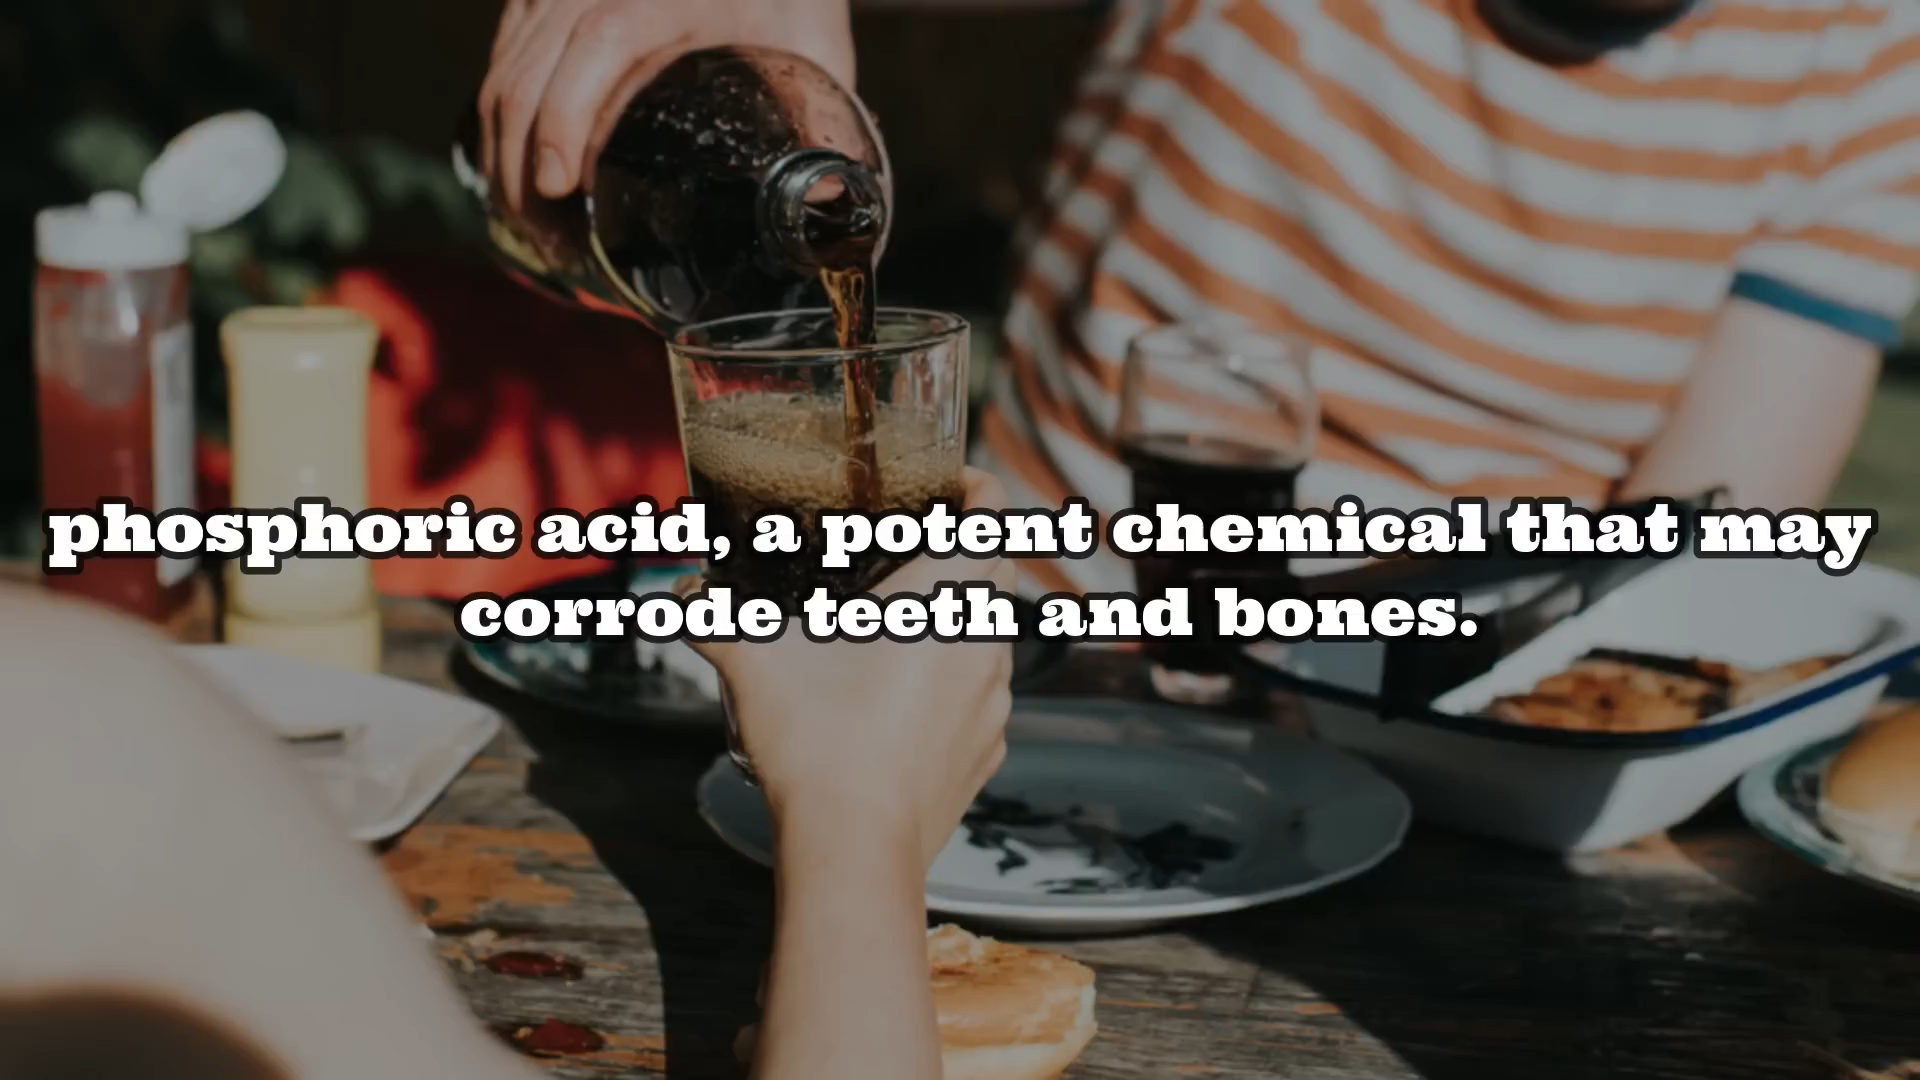 phosphoric acid, a potent chemical that may
corrode teeth and bones.